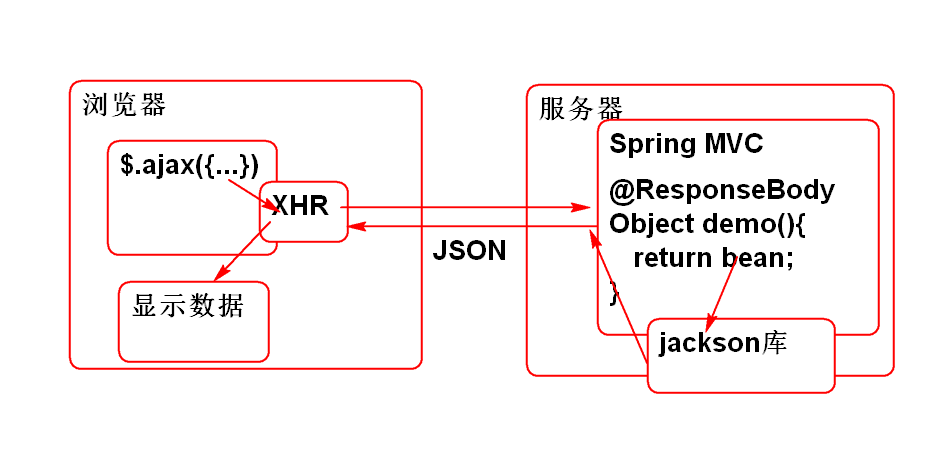 浏览器
$.ajax({...})
XHR
显示数据
JSON
服务器
Spring MVC
@ResponseBody
Object demo(){
return bean;
}
jackson库